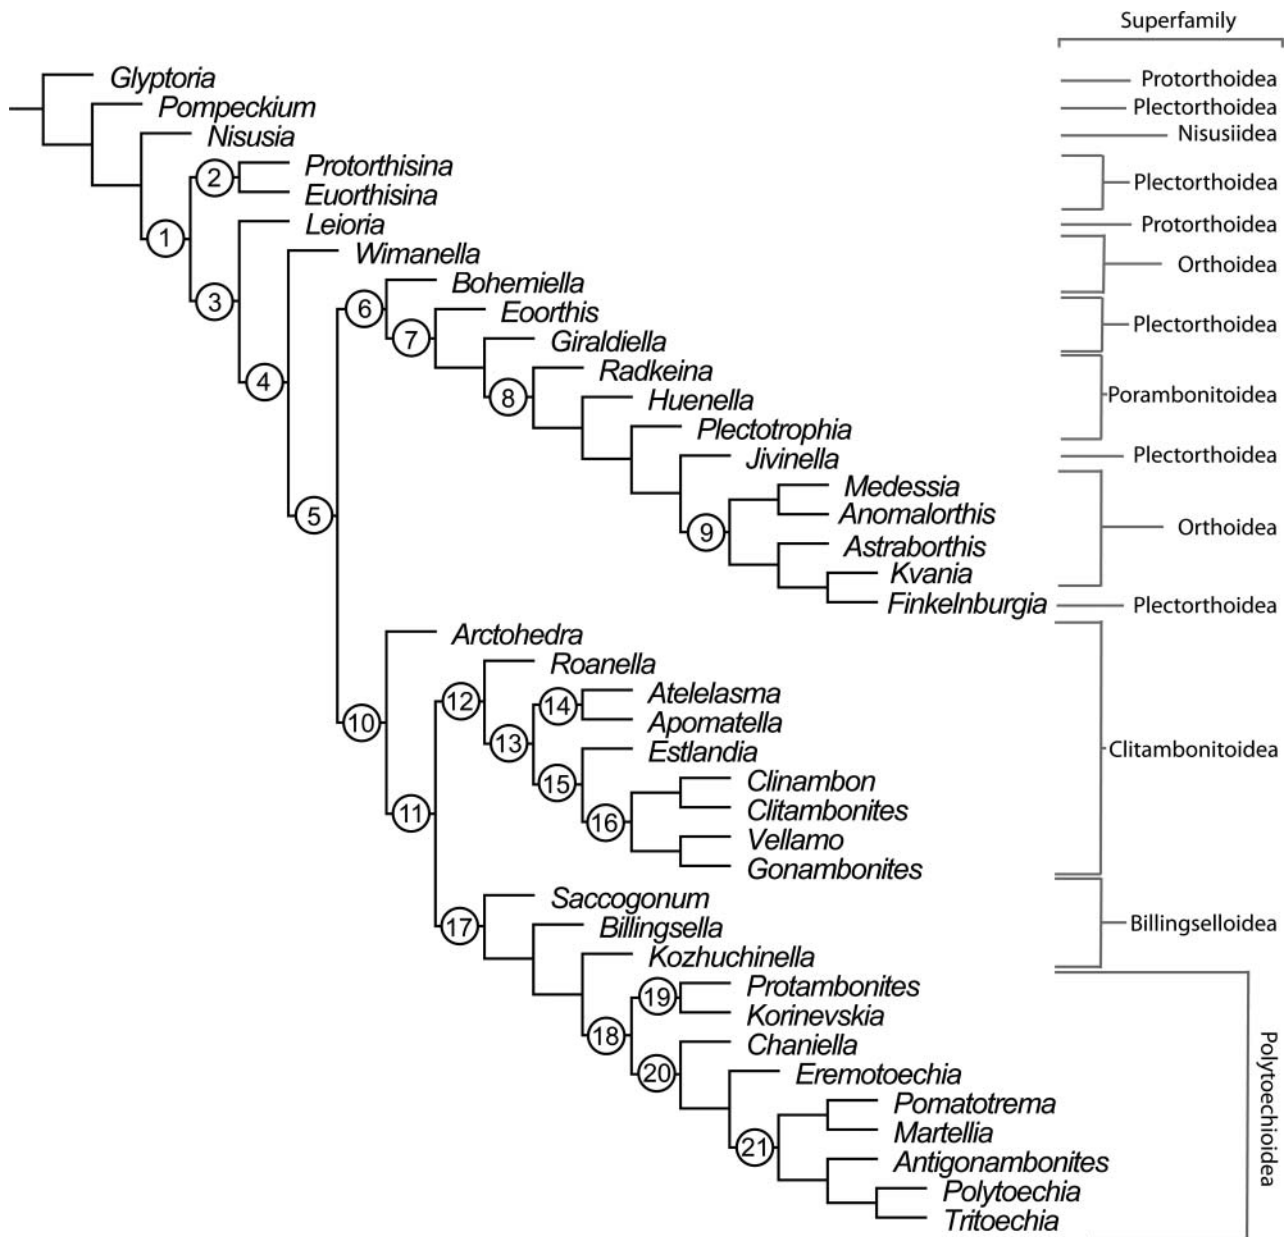 Superfamily
Glyptoria
Protorthoidea
Pompeckium
Plectorthoidea
Nisusia
Nisusiidea
Protorthisina
2
Plectorthoidea
Euorthisina
Leioria
Protorthoidea
1
Wimanella
Orthoidea
Bohemiella
3
6
Eoorthis
Plectorthoidea
7
Giraldiella
Radkeina
4
8
Huenella
Porambonitoidea
Plectotrophia
Jivinella
Plectorthoidea
Medessia
5
Anomalorthis
Orthoidea
9
Astraborthis
Kvania
Finkelnburgia
Plectorthoidea
Arctohedra
Roanella
12
14
Atelelasma
10
Apomatella
13
Estlandia
Clitambonitoidea
15
Clinambon
11
Clitambonites
16
Vellamo
Gonambonites
Saccogonum
17
Billingsella
Billingselloidea
Kozhuchinella
19
Protambonites
Korinevskia
18
Chaniella
20
Eremotoechia
Polytoechioidea
Pomatotrema
Martellia
21
Antigonambonites
Polytoechia
Tritoechia